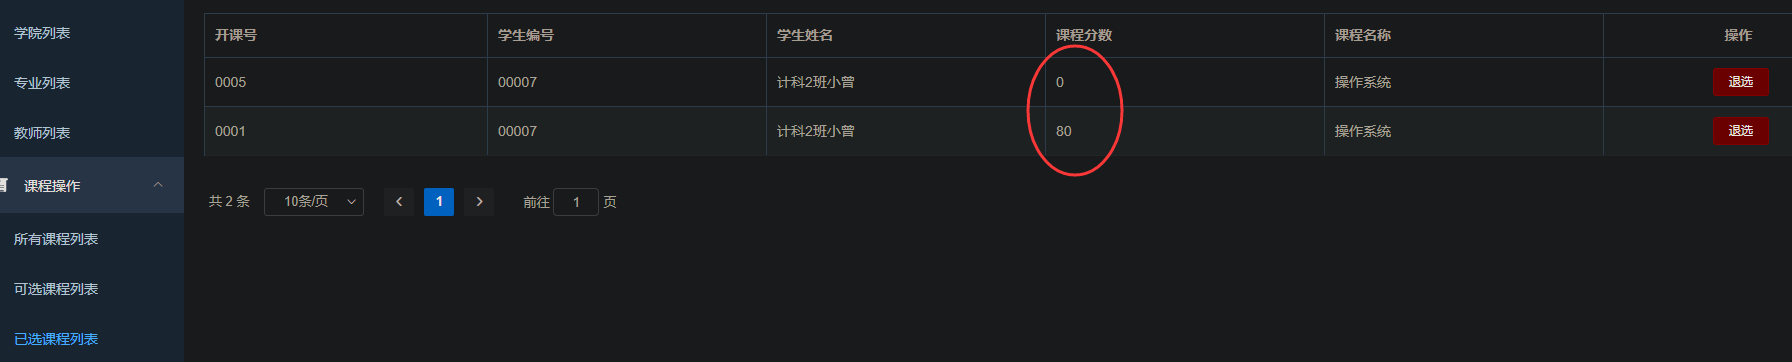 学院列表
专业列表
教师列表
课程操作
所有课程列表
可选课程列表
已选课程列表
开课号 学生编号 学生姓名 课程分数 课程名称 操作
0005 00007 计科2班小曾 0 操作系统 退选
0001 00007 计科2班小曾 80 操作系统 退选
共 2 条 10条/页 1 前往 1 页